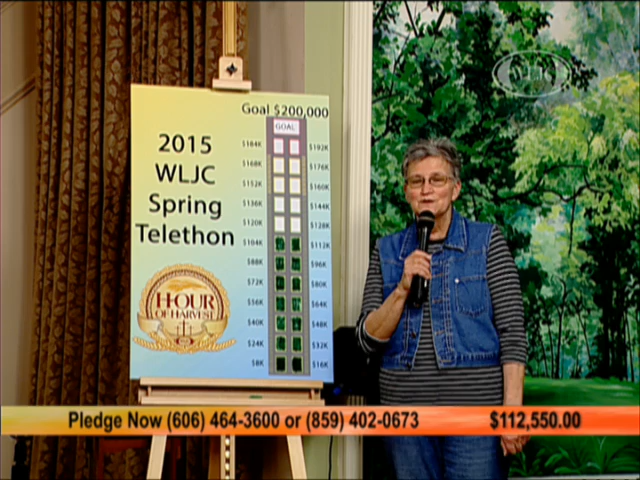 Goal $200,000
GOAL
2015
WLJC
Spring
Telethon
$184K $192K
$168K $176K
$152K $160K
$136K $144K
$120K $128K
$104K $112K
$88K $96K
$72K $80K
$56K $64K
$40K $48K
$24K $32K
$8K $16K
HOUR
OF HARVEST
Pledge Now (606) 464-3600 or (859) 402-0673 $112,550.00